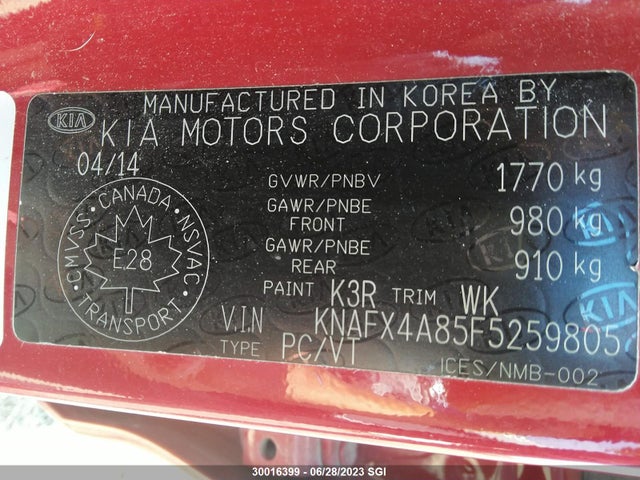 MANUFACTURED IN KOREA BY
KIA KIA MOTORS CORPORATION
04/14
GVWR/PNBV 1770 kg
GAWR/PNBE FRONT 980 kg
GAWR/PNBE REAR 910 kg
CANADA · NSVAC · TRANSPORT · CMVSS ·
E.28
PAINT K3R TRIM WK
V.I.N KNAFX4A85F5259805
TYPE PC/VT
ICES/NMB-002
30016399 - 06/28/2023 SGI